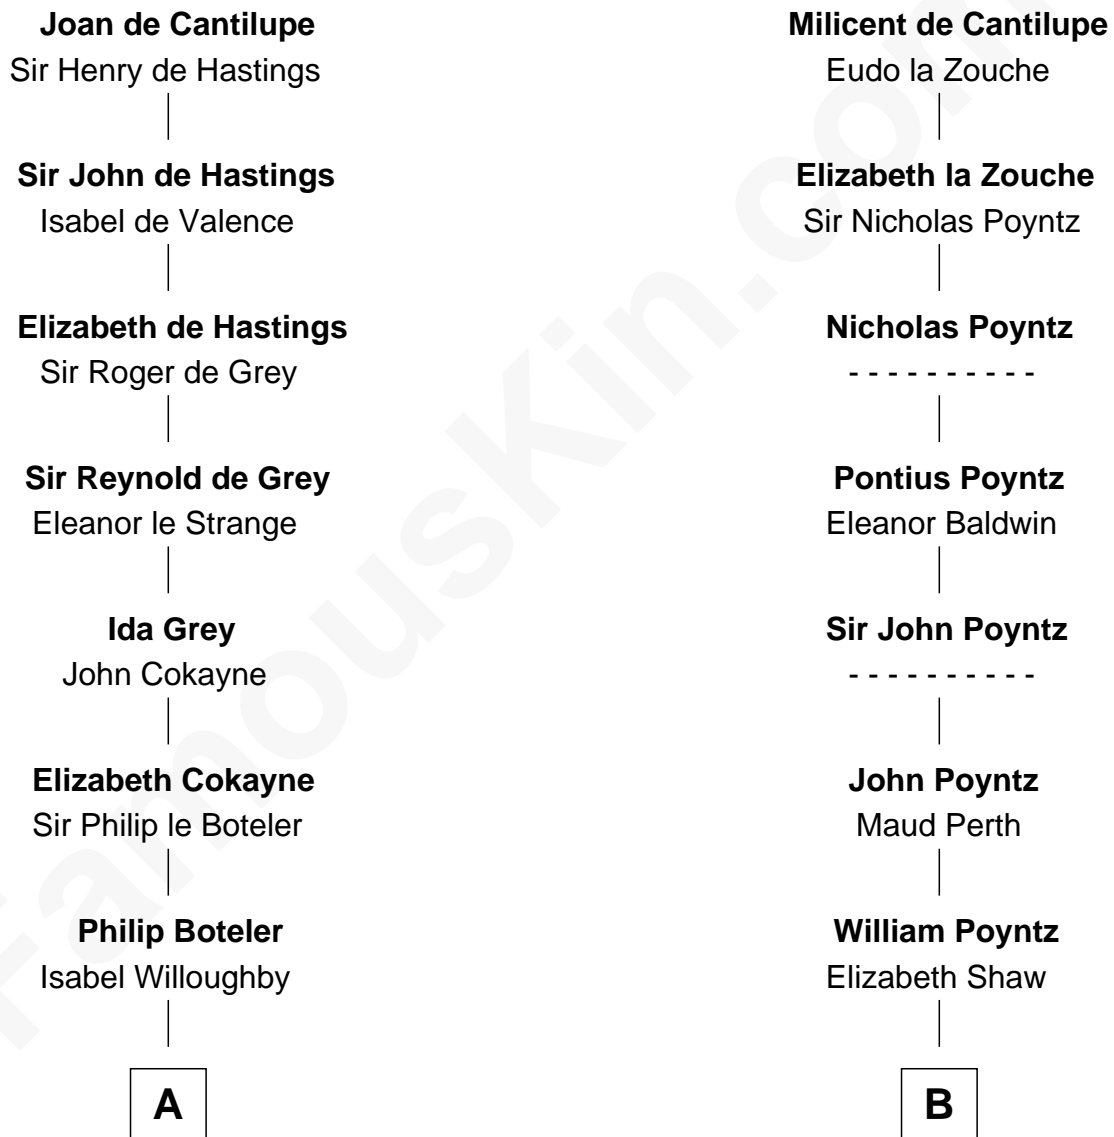 Joan de Cantilupe
Sir Henry de Hastings
Sir John de Hastings
Isabel de Valence
Elizabeth de Hastings
Sir Roger de Grey
Sir Reynold de Grey
Eleanor le Strange
Ida Grey
John Cokayne
Elizabeth Cokayne
Sir Philip le Boteler
Philip Boteler
Isabel Willoughby
A
Milicent de Cantilupe
Eudo la Zouche
Elizabeth la Zouche
Sir Nicholas Poyntz
Nicholas Poyntz
- - - - - - - - - -
Pontius Poyntz
Eleanor Baldwin
Sir John Poyntz
- - - - - - - - - -
John Poyntz
Maud Perth
William Poyntz
Elizabeth Shaw
B
FamousKin.com